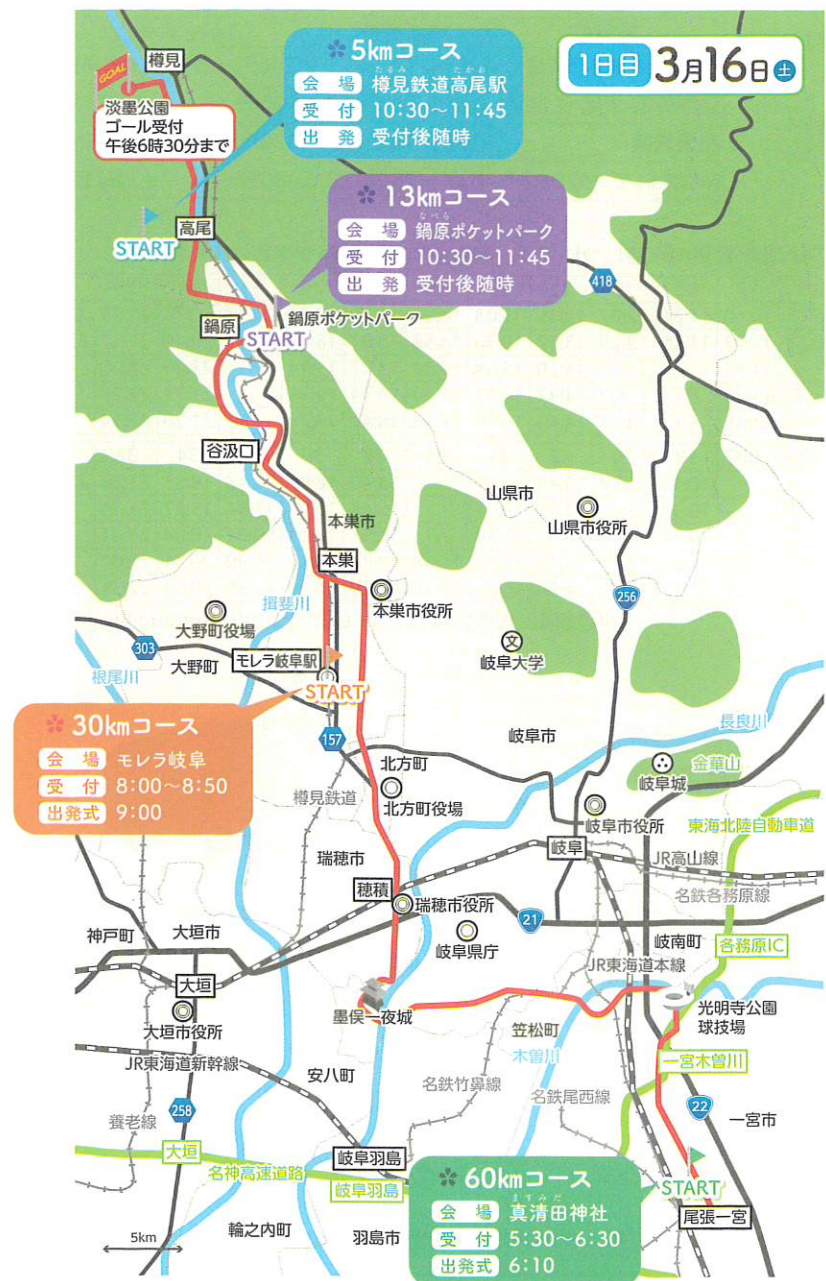 1日目 3月16日 土
5kmコース
会場 樽見鉄道高尾駅
たるみ たかお
受付 10:30～11:45
出発 受付後随時
樽見
GOAL
淡墨公園
ゴール受付
午後6時30分まで
13kmコース
会場 鍋原ポケットパーク
なべら
受付 10:30～11:45
出発 受付後随時
START
高尾
418
鍋原
鍋原ポケットパーク
START
谷汲口
山県市
山県市役所
本巣市
本巣
本巣市役所
256
揖斐川
大野町役場
303
大野町
根尾川
モレラ岐阜駅
START
岐阜大学
文
長良川
30kmコース
会場 モレラ岐阜
受付 8:00～8:50
出発式 9:00
157
岐阜市
北方町
北方町役場
樽見鉄道
金華山
岐阜城
岐阜市役所
東海北陸自動車道
瑞穂市
岐阜
JR高山線
名鉄各務原線
穂積
瑞穂市役所
21
岐阜県庁
神戸町
大垣市
岐南町
各務原IC
JR東海道本線
大垣
大垣市役所
墨俣一夜城
笠松町
木曽川
光明寺公園
球技場
JR東海道新幹線
安八町
一宮木曽川
名鉄竹鼻線
名鉄尾西線
258
22
一宮市
養老線
大垣
名神高速道路
岐阜羽島
岐阜羽島
START
尾張一宮
60kmコース
会場 真清田神社
ますみだ
受付 5:30～6:30
出発式 6:10
5km
輪之内町
羽島市